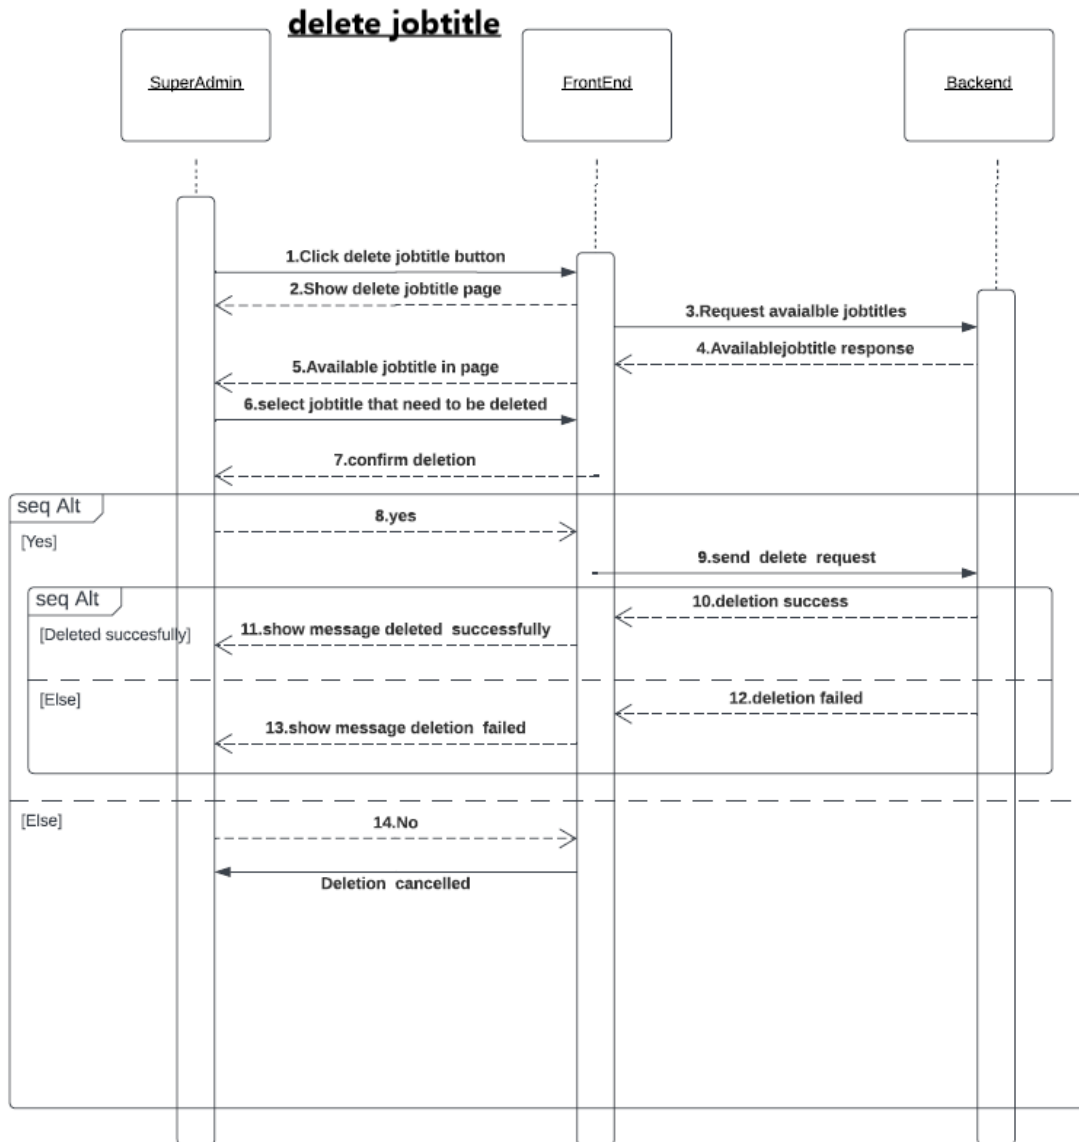 delete jobtitle
SuperAdmin
FrontEnd
Backend
1.Click delete jobtitle button
2.Show delete jobtitle page
3.Request avaialble jobtitles
4.Availablejobtitle response
5.Available jobtitle in page
6.select jobtitle that need to be deleted
7.confirm deletion
seq Alt
8.yes
[Yes]
9.send delete request
seq Alt
10.deletion success
[Deleted succesfully]
11.show message deleted successfully
[Else]
12.deletion failed
13.show message deletion failed
[Else]
14.No
Deletion cancelled